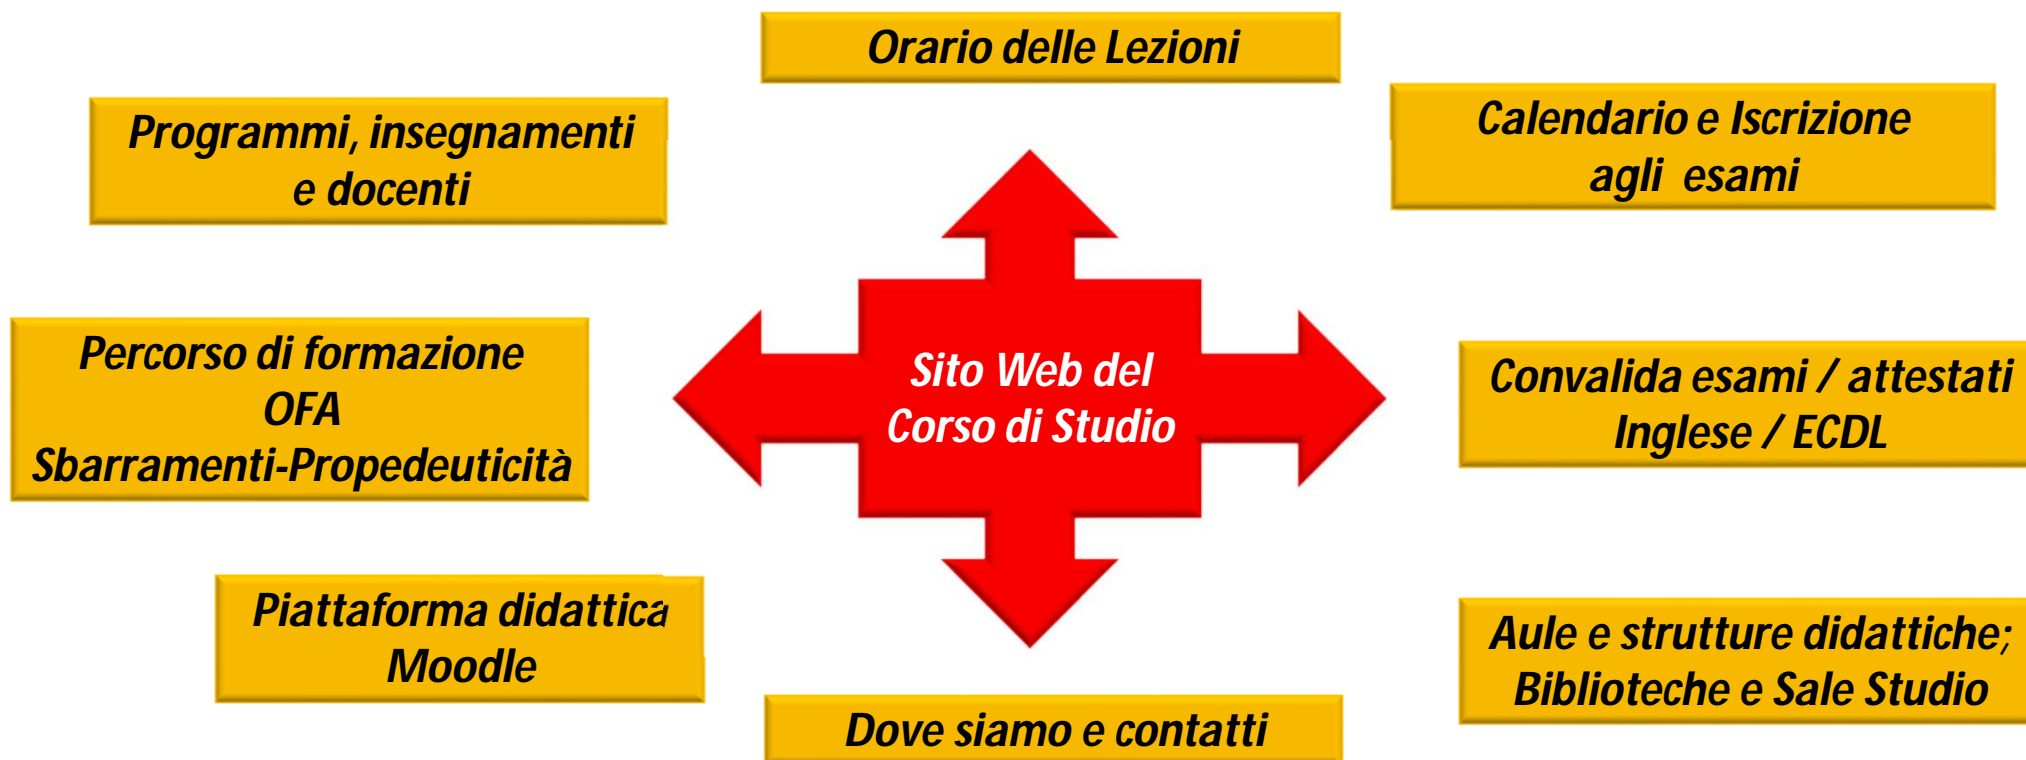 Orario delle Lezioni
Programmi, insegnamenti
e docenti
Calendario e Iscrizione
agli esami
Percorso di formazione
OFA
Sbarramenti-Propedeuticità
Sito Web del
Corso di Studio
Convalida esami / attestati
Inglese / ECDL
Piattaforma didattica
Moodle
Aule e strutture didattiche;
Biblioteche e Sale Studio
Dove siamo e contatti